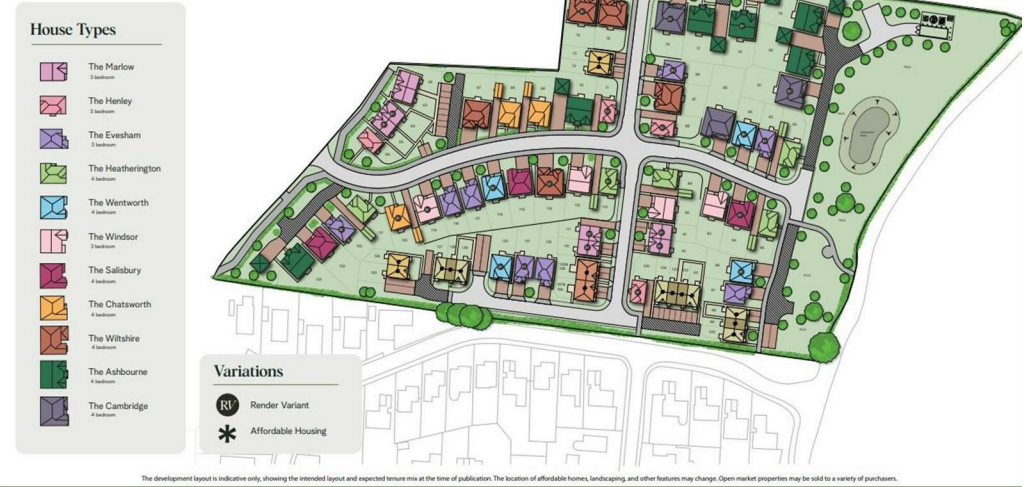 House Types
The Marlow
3 bedroom
The Henley
3 bedroom
The Evesham
3 bedroom
The Heatherington
4 bedroom
The Wentworth
4 bedroom
The Windsor
3 bedroom
The Salisbury
4 bedroom
The Chatsworth
4 bedroom
The Wiltshire
4 bedroom
The Ashbourne
4 bedroom
The Cambridge
4 bedroom
Variations
RV Render Variant
Affordable Housing
The development layout is indicative only, showing the intended layout and expected tenure mix at the time of publication. The location of affordable homes, landscaping, and other features may change. Open market properties may be sold to a variety of purchasers.